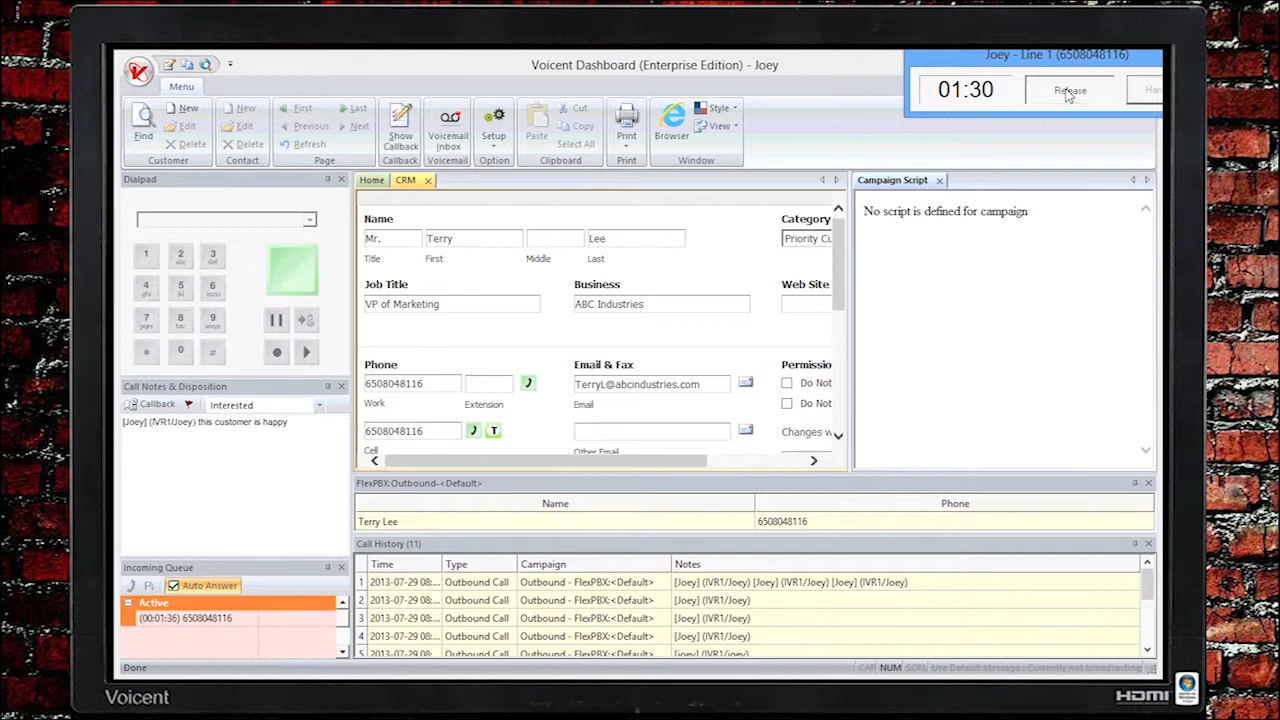 Voicent Dashboard (Enterprise Edition) - Joey
Joey - Line 1 (6508048116)
01:30
Release
Menu
Find
New
Edit
Delete
Customer
New
Edit
Delete
Contact
First
Last
Previous
Next
Refresh
Page
Show
Callback
Callback
Voicemail
Inbox
Voicemail
Setup
Option
Paste
Cut
Copy
Select All
Clipboard
Print
Print
Browser
Style
View
Window
Dialpad
1
2 abc
3 def
4 ghi
5 jkl
6 mno
7 pqrs
8 tuv
9 wxyz
*
0
#
Call Notes & Disposition
Callback
Interested
[Joey] (IVR1/Joey) this customer is happy
Incoming Queue
Auto Answer
Active
(00:01:36) 6508048116
Home
CRM
Name
Category
Mr.
Terry
Lee
Priority Cu
Title
First
Middle
Last
Job Title
Business
Web Site
VP of Marketing
ABC Industries
Phone
Email & Fax
Permissio
6508048116
TerryL@abcindustries.com
Do Not
Work
Extension
Email
Do Not
6508048116
T
Changes w
Cell
Other Email
Campaign Script
No script is defined for campaign
FlexPBX:Outbound-<Default>
Name
Phone
Terry Lee
6508048116
Call History (11)
Time
Type
Campaign
Notes
1 2013-07-29 08:... Outbound Call Outbound - FlexPBX:<Default> [Joey] (IVR1/Joey) [Joey] (IVR1/Joey) [Joey] (IVR1/Joey)
2 2013-07-29 08:... Outbound Call Outbound - FlexPBX:<Default> [Joey] (IVR1/Joey)
3 2013-07-29 08:... Outbound Call Outbound - FlexPBX:<Default> [Joey] (IVR1/Joey)
4 2013-07-29 08:... Outbound Call Outbound - FlexPBX:<Default> [Joey] (IVR1/Joey)
5 2013-07-29 08:... Outbound Call Outbound - FlexPBX:<Default> [Joey] (IVR1/Joey)
Done
CAP
NUM
SCRL
Use Default Message : Currently not broadcasting
Voicent
HDMI